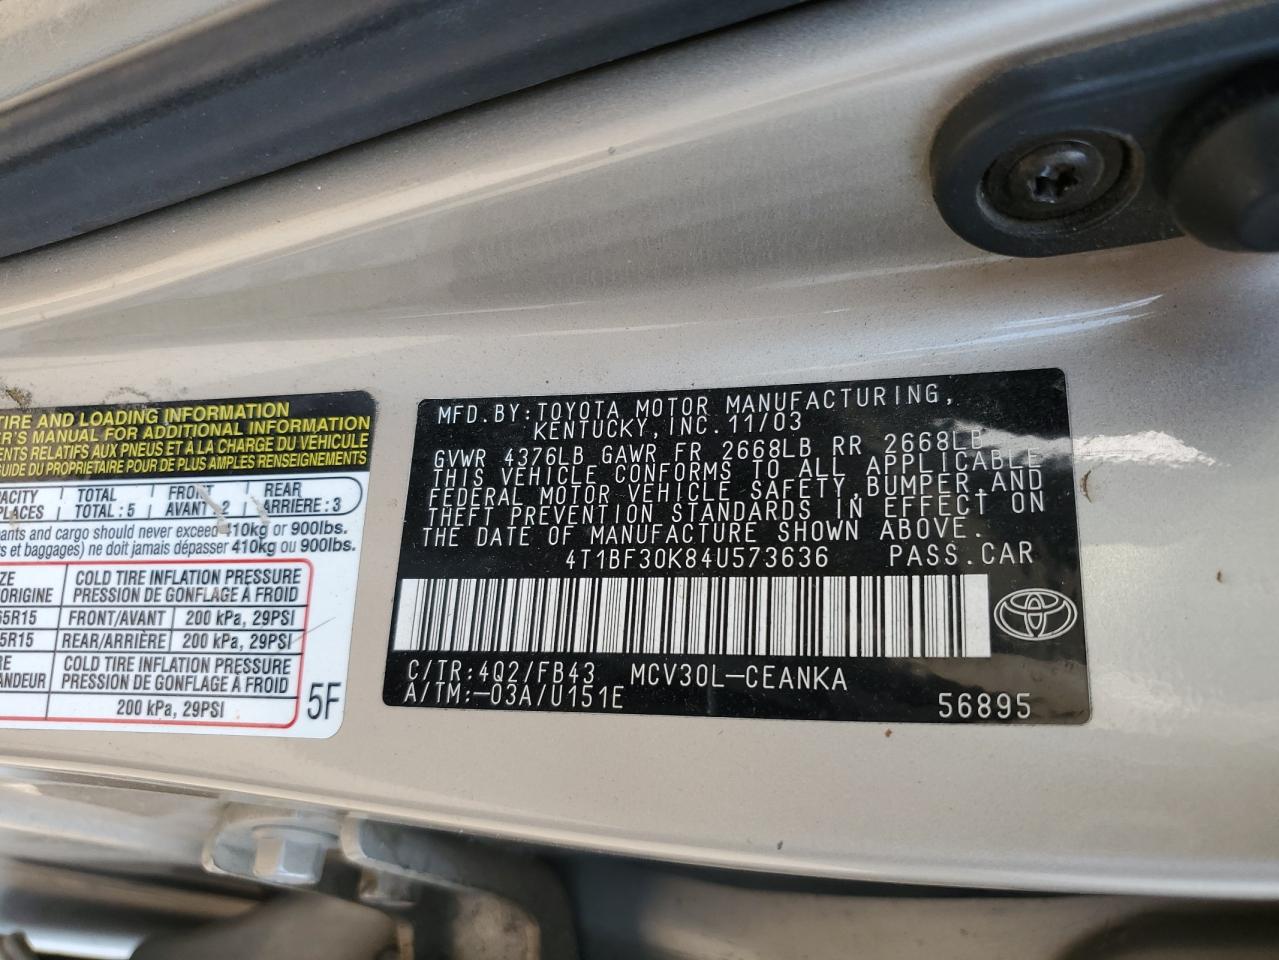 TIRE AND LOADING INFORMATION
ER'S MANUAL FOR ADDITIONAL INFORMATION
ENTS RELATIFS AUX PNEUS ET À LA CHARGE DU VÉHICULE
GUIDE DU PROPRIETAIRE POUR DE PLUS AMPLES RENSEIGNEMENTS
PACITY TOTAL FRONT REAR
PLACES TOTAL : 5 AVANT : 2 ARRIERE : 3
pants and cargo should never exceed 410kg or 900lbs.
ts et baggages) ne doit jamais dépasser 410kg ou 900lbs.
ZE COLD TIRE INFLATION PRESSURE
ORIGINE PRESSION DE GONFLAGE À FROID
65R15 FRONT/AVANT 200 kPa, 29PSI
5R15 REAR/ARRIÈRE 200 kPa, 29PSI
RE COLD TIRE INFLATION PRESSURE
ANDEUR PRESSION DE GONFLAGE À FROID
200 kPa, 29PSI
5F
MFD.BY:TOYOTA MOTOR MANUFACTURING,
KENTUCKY,INC.11/03
GVWR 4376LB GAWR FR 2668LB RR 2668LB
THIS VEHICLE CONFORMS TO ALL APPLICABLE
FEDERAL MOTOR VEHICLE SAFETY,BUMPER,AND
THEFT PREVENTION STANDARDS IN EFFECT ON
THE DATE OF MANUFACTURE SHOWN ABOVE.
4T1BF30K84U573636 PASS.CAR
C/TR:4Q2/FB43 MCV30L-CEANKA
A/TM:-03A/U151E 56895